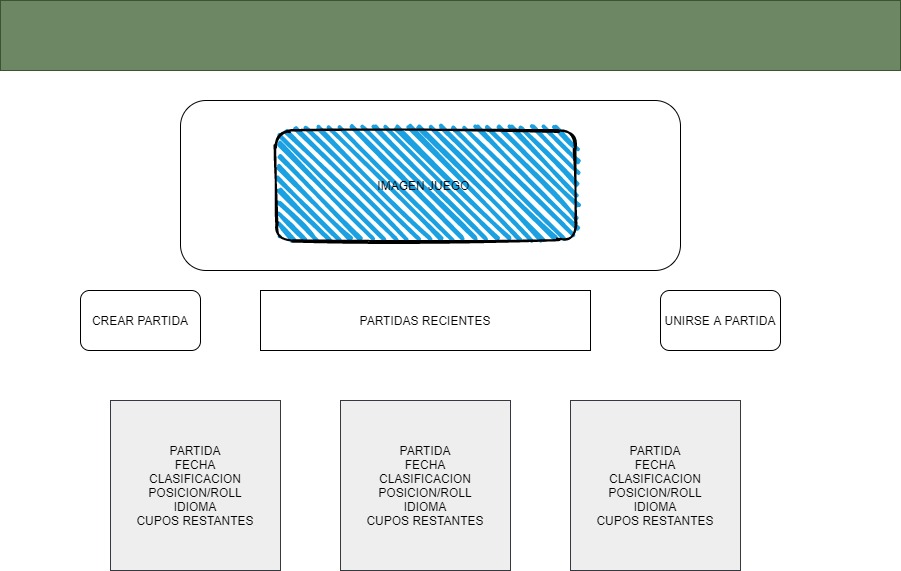 IMAGEN JUEGO
CREAR PARTIDA
PARTIDAS RECIENTES
UNIRSE A PARTIDA
PARTIDA
FECHA
CLASIFICACION
POSICION/ROLL
IDIOMA
CUPOS RESTANTES
PARTIDA
FECHA
CLASIFICACION
POSICION/ROLL
IDIOMA
CUPOS RESTANTES
PARTIDA
FECHA
CLASIFICACION
POSICION/ROLL
IDIOMA
CUPOS RESTANTES